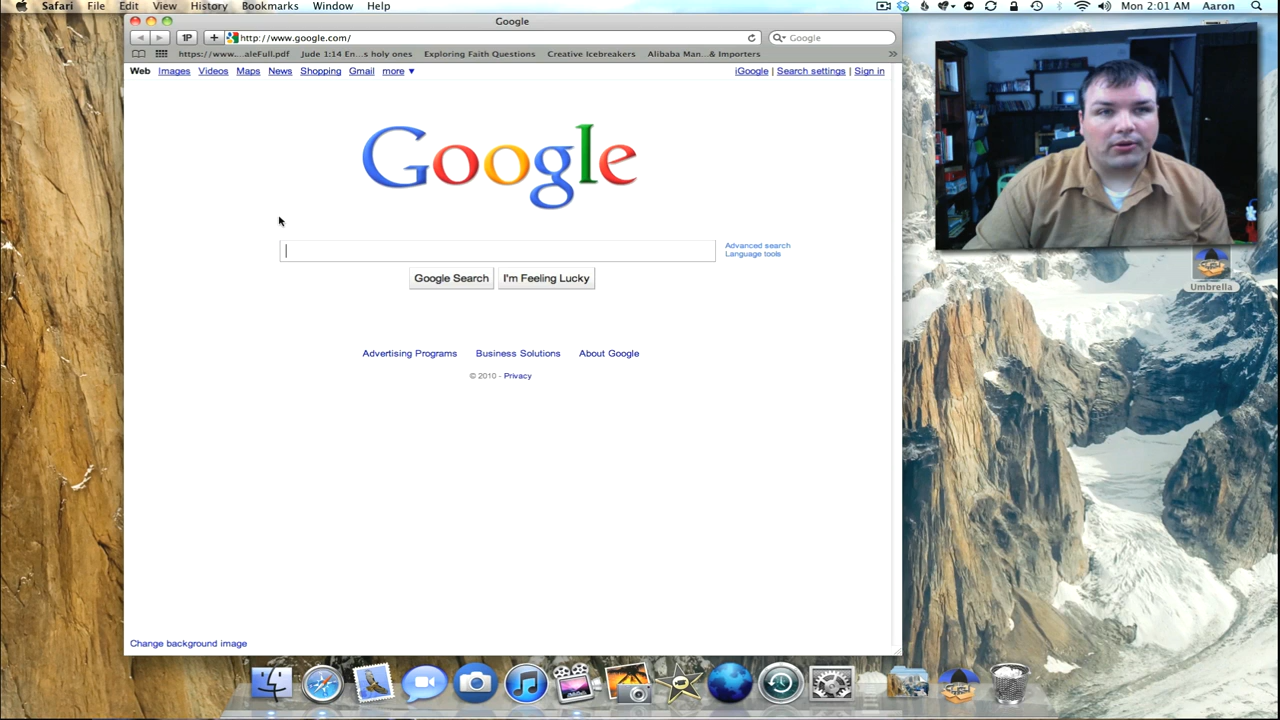 Safari File Edit View History Bookmarks Window Help Mon 2:01 AM Aaron
Google
1P + http://www.google.com/ Google
https://www...aleFull.pdf Jude 1:14 En...s holy ones Exploring Faith Questions Creative Icebreakers Alibaba Man...& Importers »
Web Images Videos Maps News Shopping Gmail more ▼ iGoogle | Search settings | Sign in
Google
Advanced search
Language tools
Google Search I'm Feeling Lucky
Umbrella
Advertising Programs Business Solutions About Google
© 2010 - Privacy
Change background image